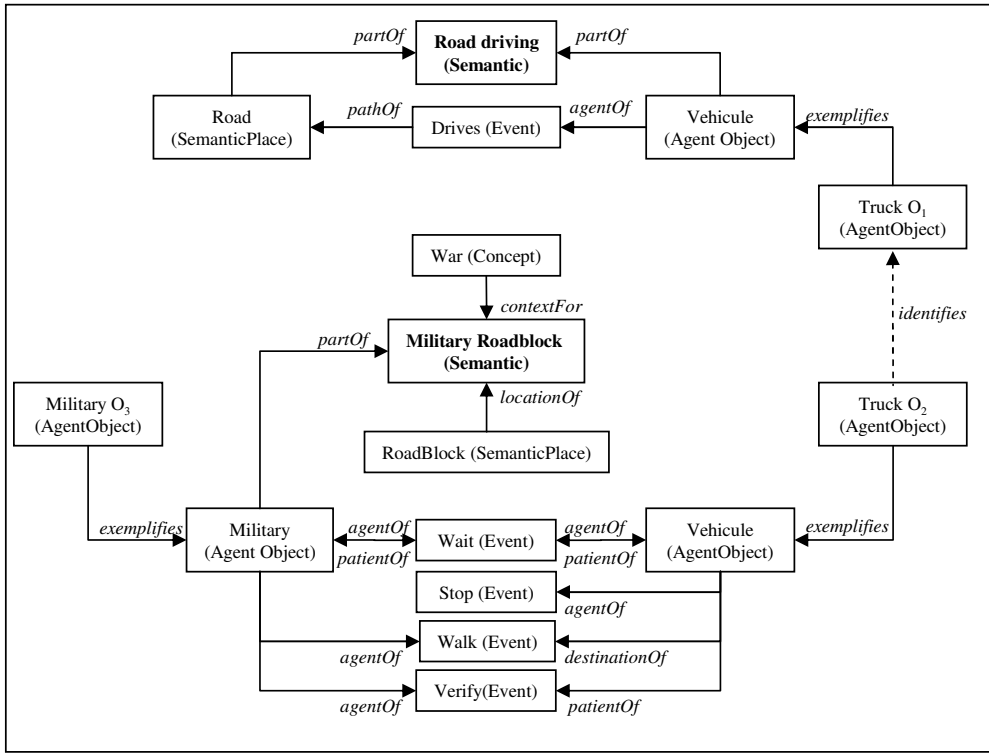 partOf
Road driving
(Semantic)
partOf
Road
(SemanticPlace)
pathOf
Drives (Event)
agentOf
Vehicule
(Agent Object)
exemplifies
Truck O1
(AgentObject)
War (Concept)
contextFor
identifies
partOf
Military Roadblock
(Semantic)
locationOf
Military O3
(AgentObject)
Truck O2
(AgentObject)
RoadBlock (SemanticPlace)
exemplifies
Military
(Agent Object)
agentOf
patientOf
Wait (Event)
agentOf
patientOf
Vehicule
(AgentObject)
exemplifies
Stop (Event)
agentOf
agentOf
Walk (Event)
destinationOf
agentOf
Verify(Event)
patientOf